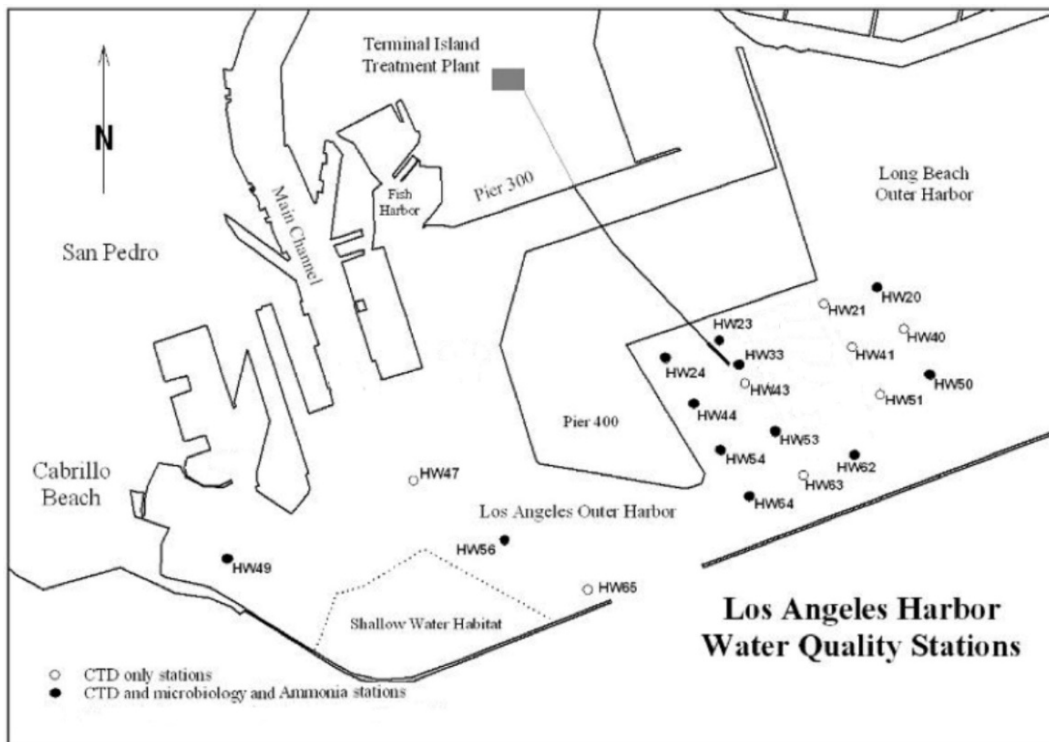 Terminal Island
Treatment Plant
N
Main Channel
Fish
Harbor
Pier 300
Long Beach
Outer Harbor
San Pedro
HW20
HW21
HW40
HW23
HW33
HW41
HW24
HW43
HW50
HW51
HW44
Pier 400
HW53
HW54
HW62
HW63
HW64
Cabrillo
Beach
HW47
Los Angeles Outer Harbor
HW56
HW49
HW65
Shallow Water Habitat
Los Angeles Harbor
Water Quality Stations
CTD only stations
CTD and microbiology and Ammonia stations